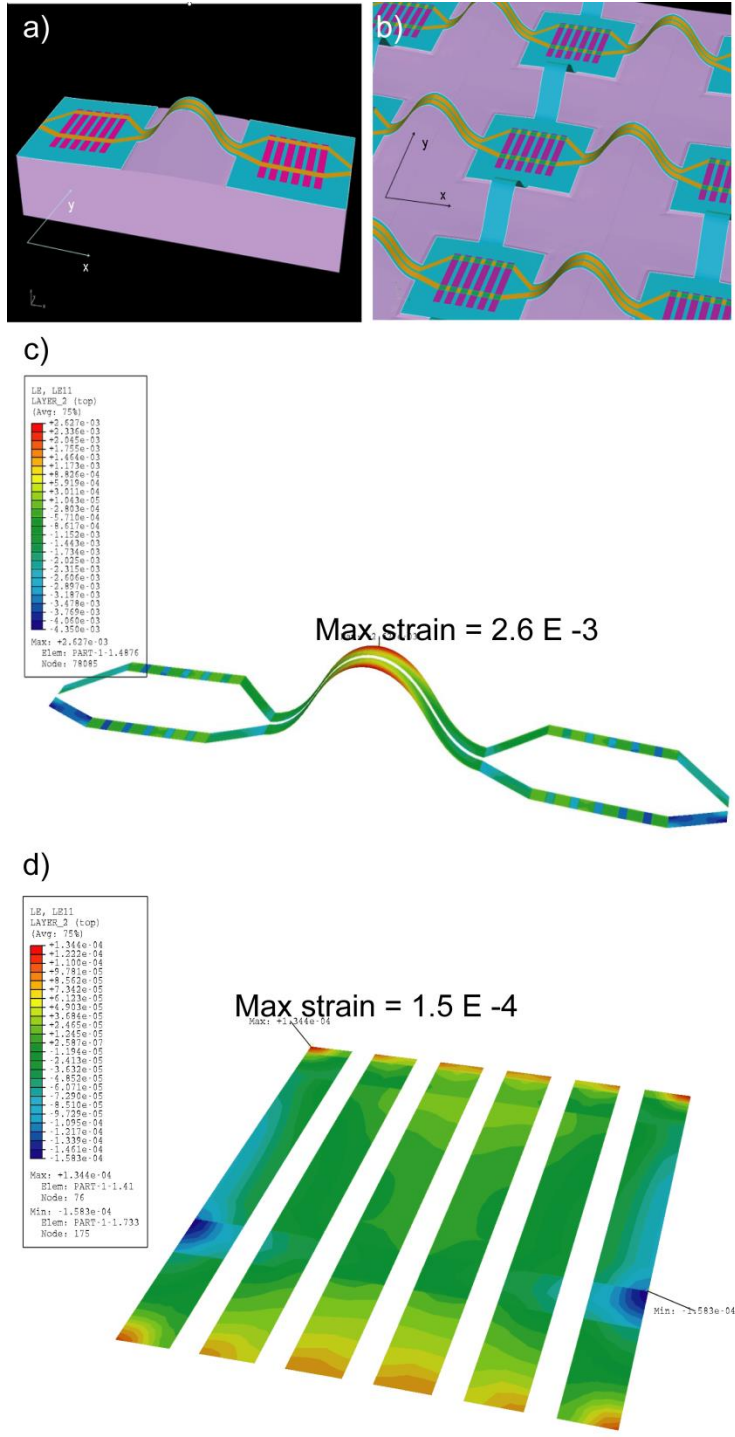 a)
b)
y
x
y
x
c)
LE, LE11
LAYER_2 (top)
(Avg: 75%)
+2.627e-03
+2.336e-03
+2.045e-03
+1.755e-03
+1.464e-03
+1.173e-03
+8.826e-04
+5.919e-04
+3.011e-04
+1.043e-05
-2.803e-04
-5.710e-04
-8.617e-04
-1.152e-03
-1.443e-03
-1.734e-03
-2.025e-03
-2.315e-03
-2.606e-03
-2.897e-03
-3.187e-03
-3.478e-03
-3.769e-03
-4.060e-03
-4.350e-03
Max: +2.627e-03
Elem: PART-1-1.4876
Node: 78085
Max strain = 2.6 E -3
d)
LE, LE11
LAYER_2 (top)
(Avg: 75%)
+1.344e-04
+1.222e-04
+1.100e-04
+9.781e-05
+8.562e-05
+7.342e-05
+6.123e-05
+4.903e-05
+3.684e-05
+2.465e-05
+1.245e-05
+2.587e-07
-1.194e-05
-2.413e-05
-3.632e-05
-4.852e-05
-6.071e-05
-7.290e-05
-8.510e-05
-9.729e-05
-1.095e-04
-1.217e-04
-1.339e-04
-1.461e-04
-1.583e-04
Max: +1.344e-04
Elem: PART-1-1.41
Node: 76
Min: -1.583e-04
Elem: PART-1-1.733
Node: 175
Max strain = 1.5 E -4
Max: +1.344e-04
Min: -1.583e-04